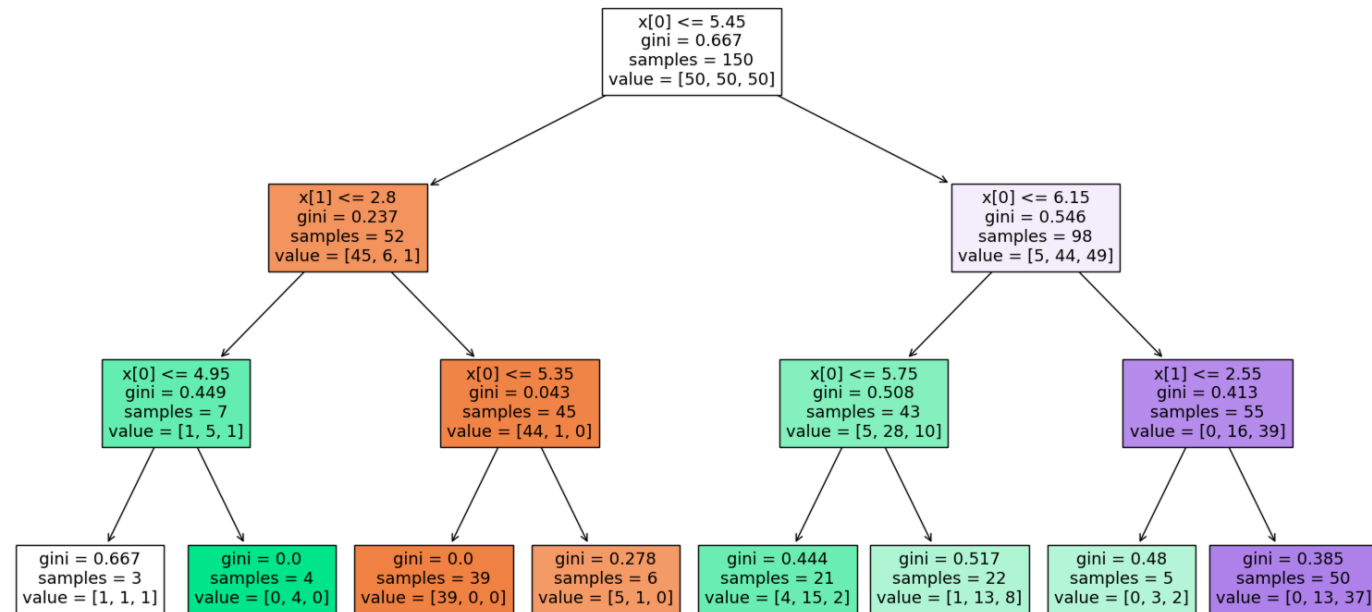 x[0] <= 5.45
gini = 0.667
samples = 150
value = [50, 50, 50]
x[1] <= 2.8
gini = 0.237
samples = 52
value = [45, 6, 1]
x[0] <= 6.15
gini = 0.546
samples = 98
value = [5, 44, 49]
x[0] <= 4.95
gini = 0.449
samples = 7
value = [1, 5, 1]
x[0] <= 5.35
gini = 0.043
samples = 45
value = [44, 1, 0]
x[0] <= 5.75
gini = 0.508
samples = 43
value = [5, 28, 10]
x[1] <= 2.55
gini = 0.413
samples = 55
value = [0, 16, 39]
gini = 0.667
samples = 3
value = [1, 1, 1]
gini = 0.0
samples = 4
value = [0, 4, 0]
gini = 0.0
samples = 39
value = [39, 0, 0]
gini = 0.278
samples = 6
value = [5, 1, 0]
gini = 0.444
samples = 21
value = [4, 15, 2]
gini = 0.517
samples = 22
value = [1, 13, 8]
gini = 0.48
samples = 5
value = [0, 3, 2]
gini = 0.385
samples = 50
value = [0, 13, 37]